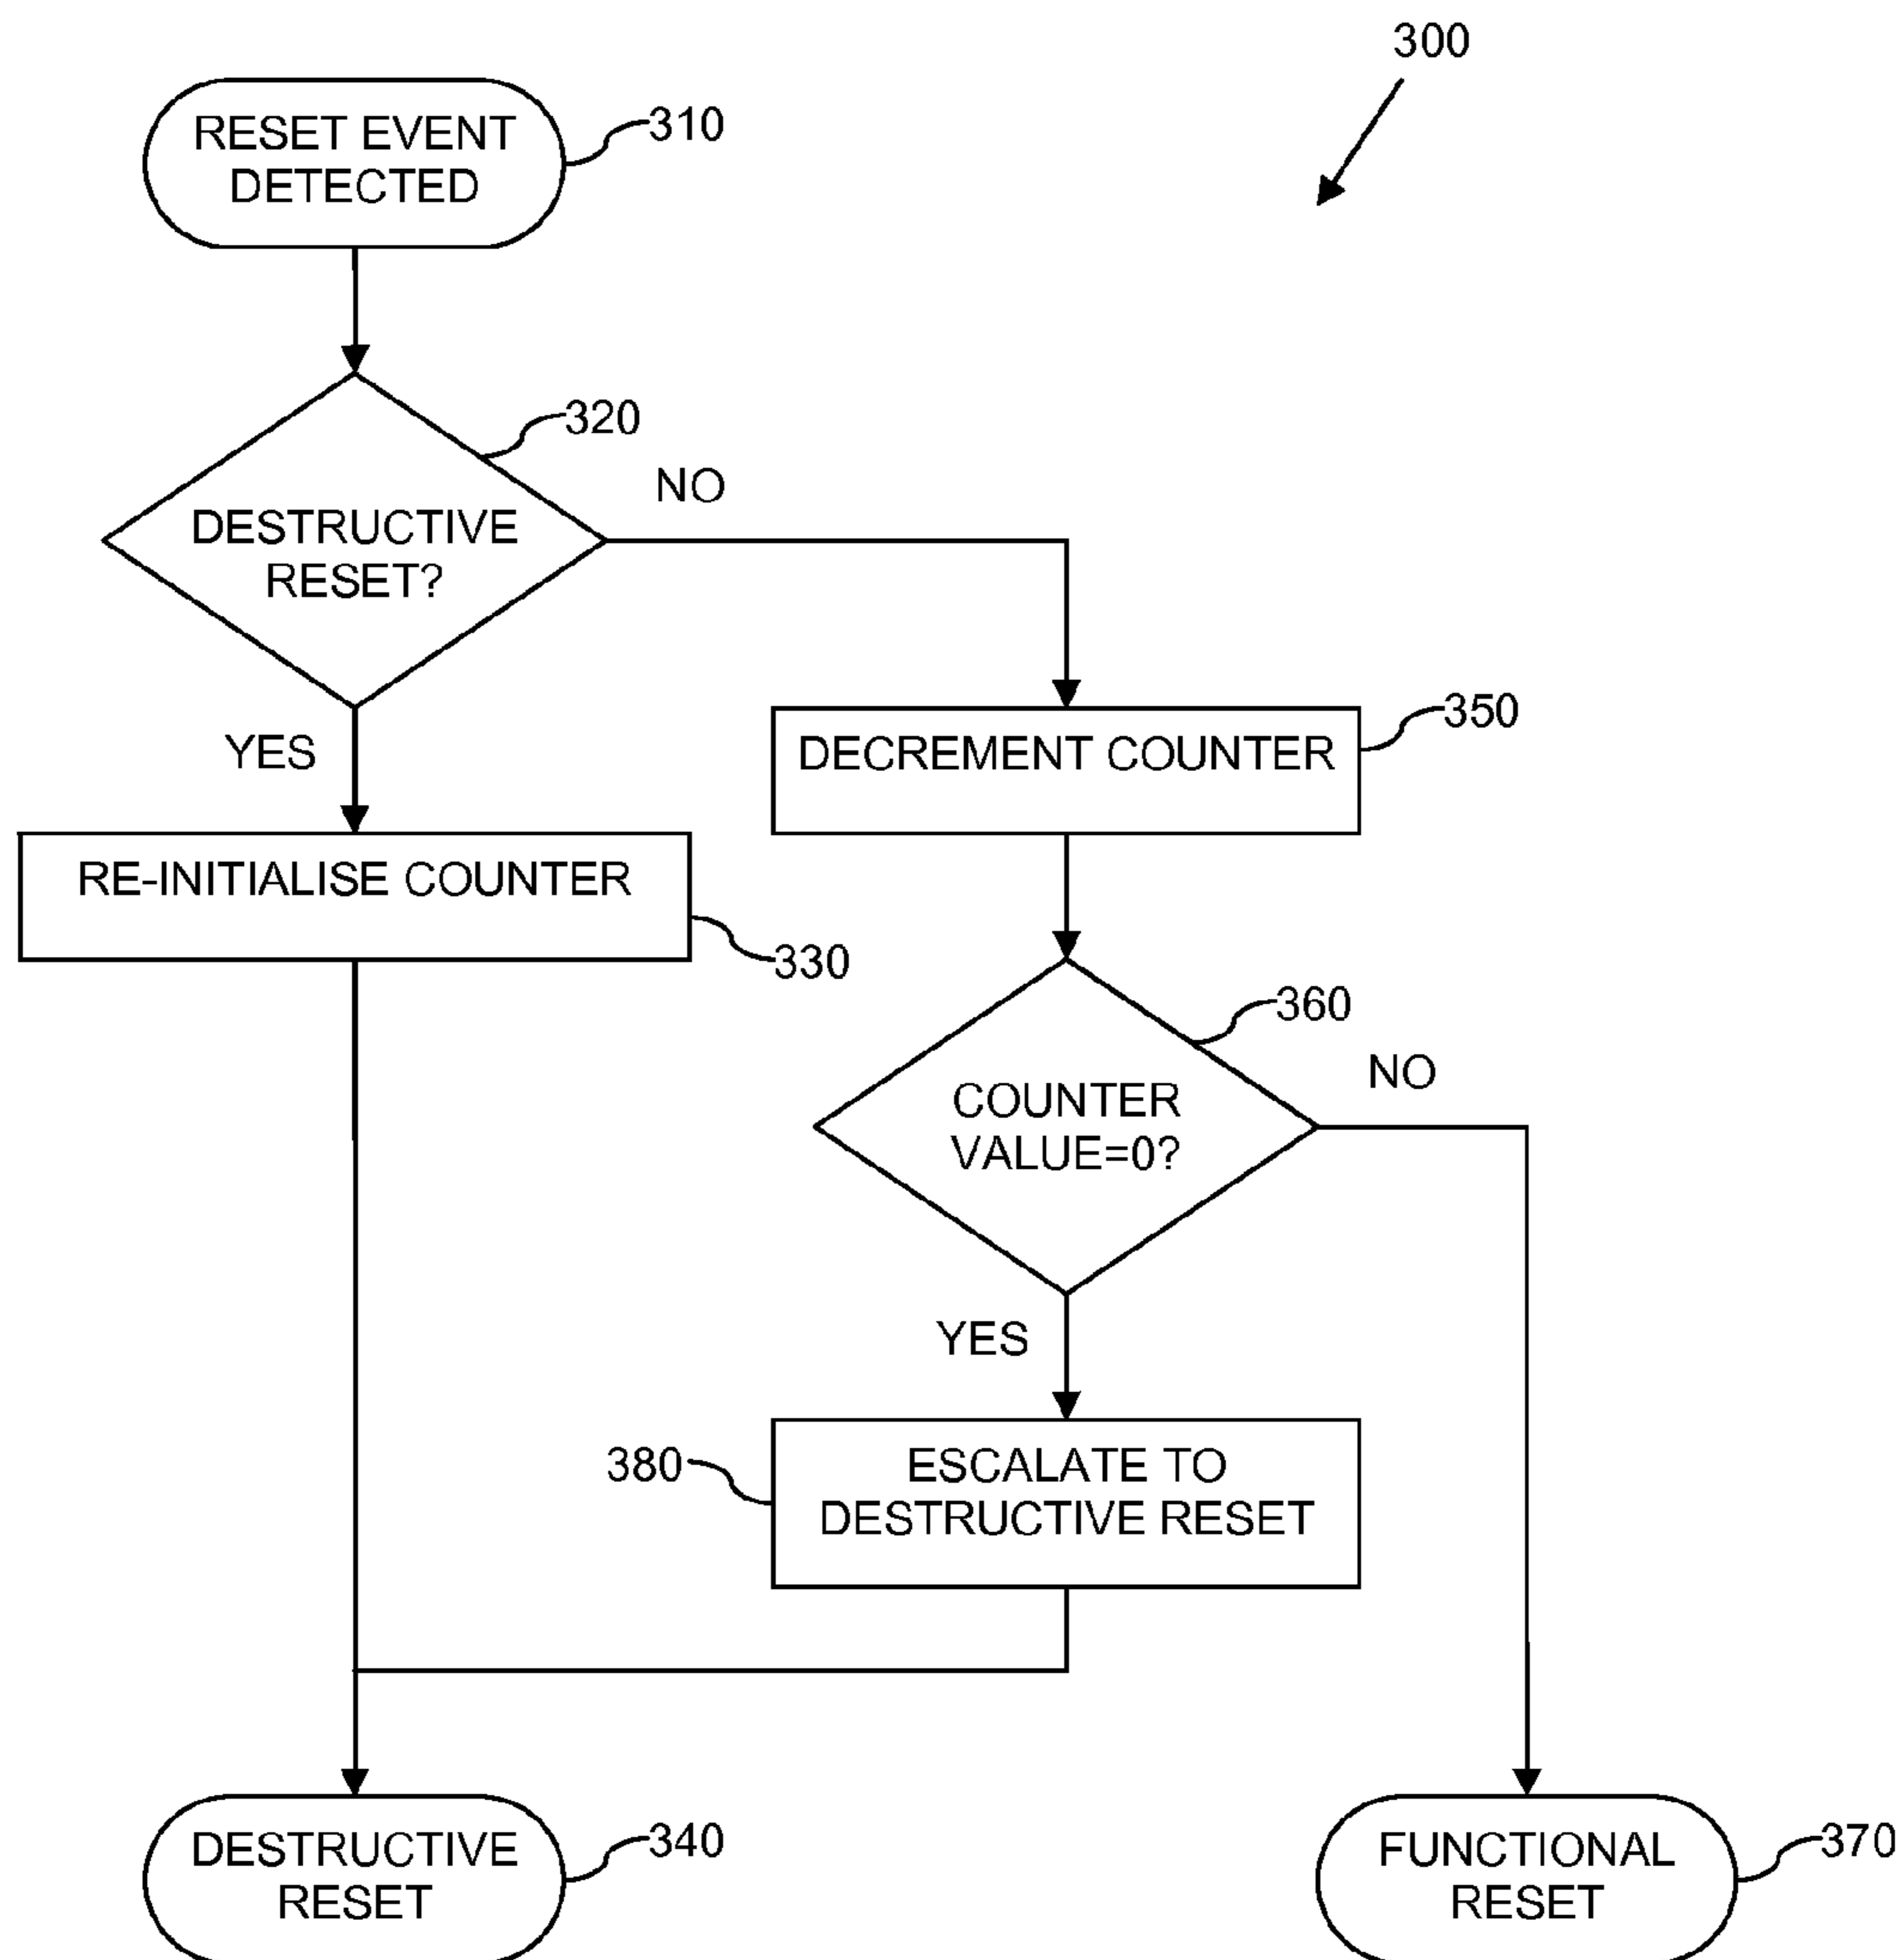 300
RESET EVENT
DETECTED
310
320
DESTRUCTIVE
RESET?
NO
YES
DECREMENT COUNTER
350
RE-INITIALISE COUNTER
330
360
COUNTER
VALUE=0?
NO
YES
380
ESCALATE TO
DESTRUCTIVE RESET
DESTRUCTIVE
RESET
340
FUNCTIONAL
RESET
370